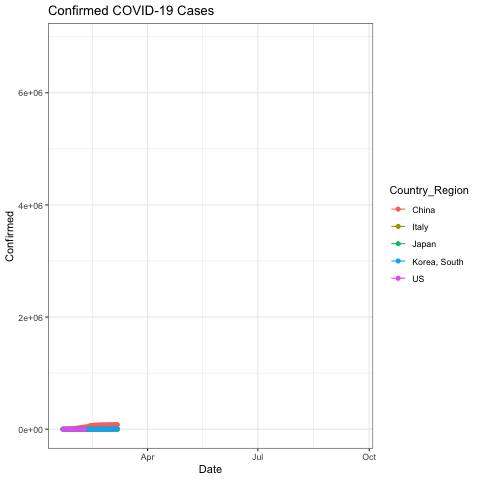 Confirmed COVID-19 Cases
6e+06
4e+06
2e+06
0e+00
Confirmed
Apr
Jul
Oct
Date
Country_Region
China
Italy
Japan
Korea, South
US